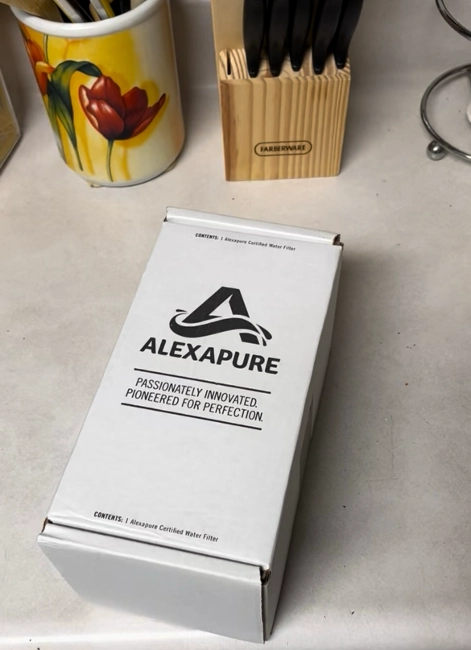 FARBERWARE
CONTENTS: 1 Alexapure Certified Water Filter
ALEXAPURE
PASSIONATELY INNOVATED.
PIONEERED FOR PERFECTION.
CONTENTS: 1 Alexapure Certified Water Filter